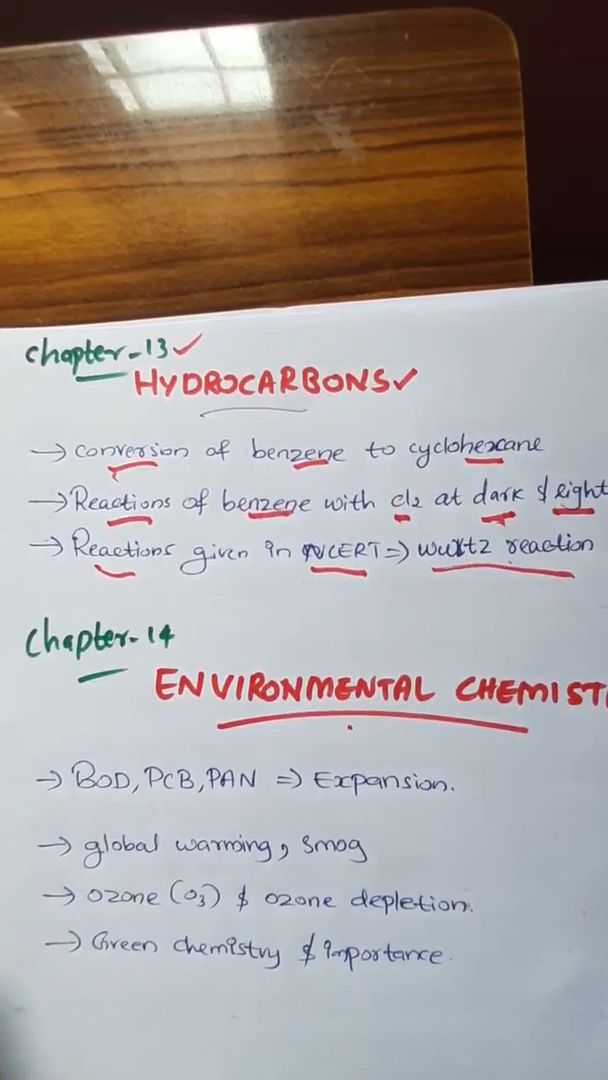 Chapter-13
HYDROCARBONS
→ conversion of benzene to cyclohexane
→ Reactions of benzene with cl2 at dark & light
→ Reactions given in NCERT => wurtz reaction
Chapter-14
ENVIRONMENTAL CHEMIST
→ BOD, PCB, PAN => Expansion.
→ global warming, smog
→ ozone (O3) & ozone depletion.
→ Green chemistry & importance.